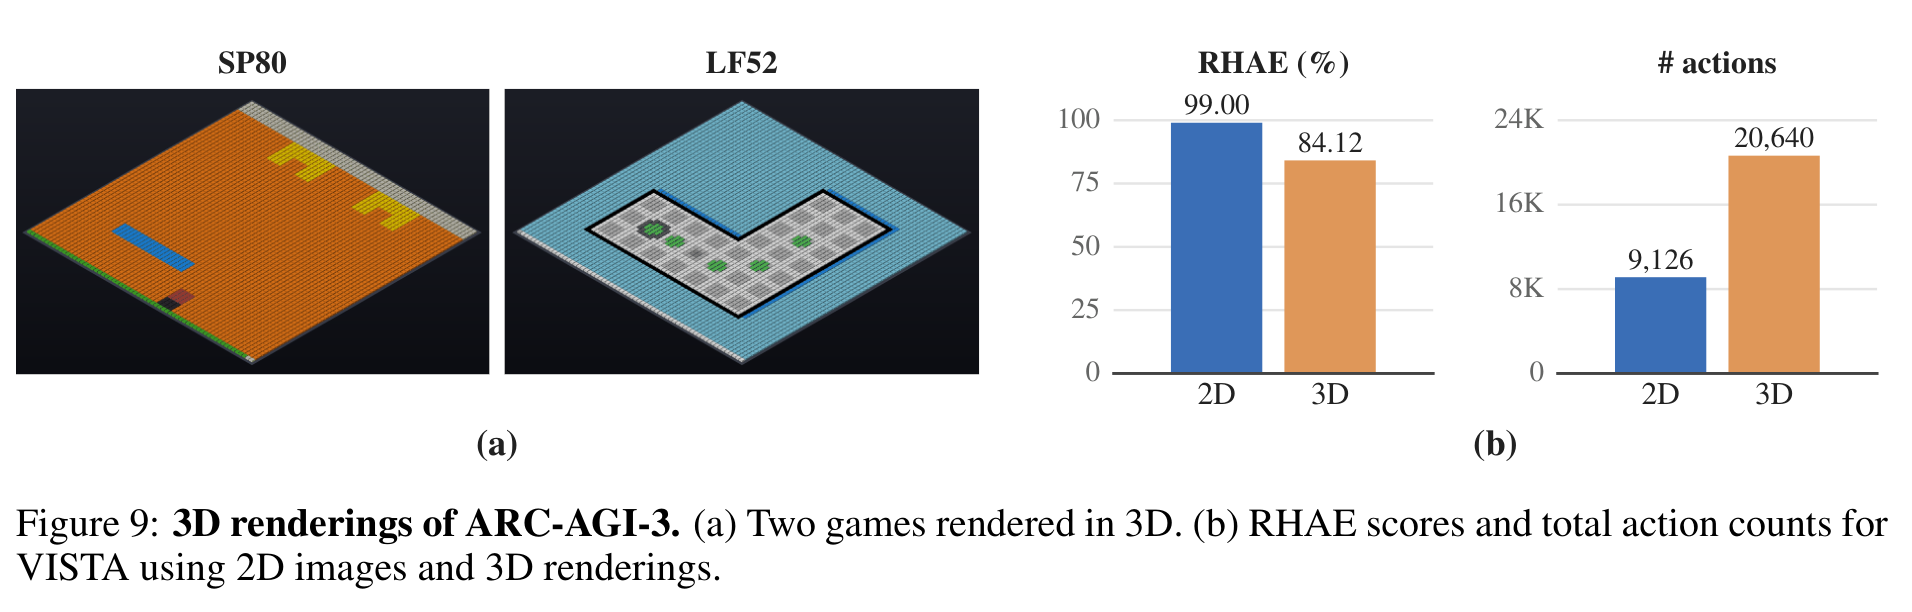 SP80
LF52
RHAE (%)
# actions
100
75
50
25
0
99.00
84.12
2D
3D
24K
16K
8K
0
9,126
20,640
2D
3D
(a)
(b)
Figure 9: 3D renderings of ARC-AGI-3. (a) Two games rendered in 3D. (b) RHAE scores and total action counts for
VISTA using 2D images and 3D renderings.